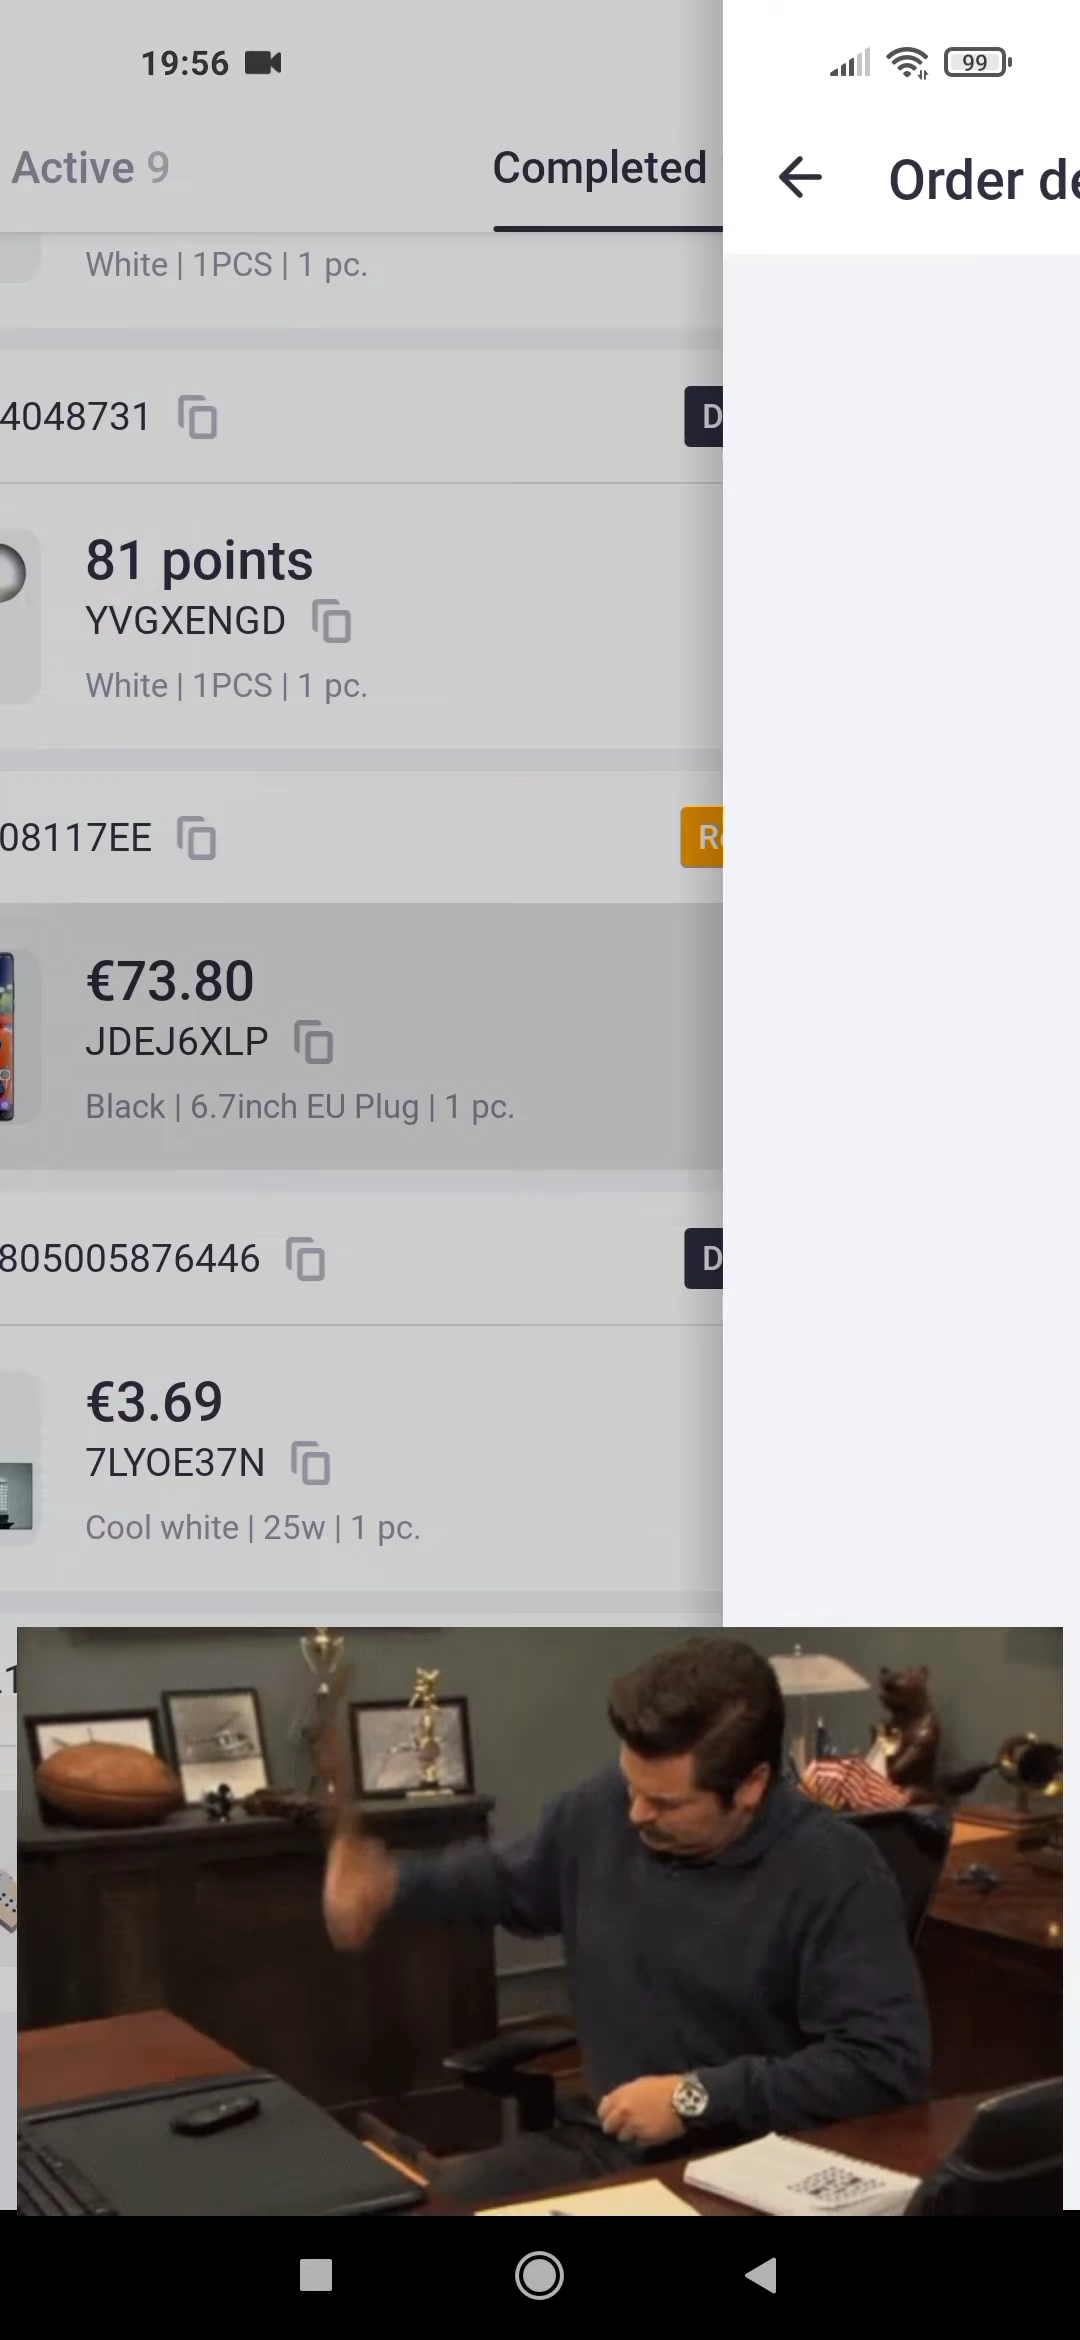 19:56
99
Active 9
Completed
Order de
White | 1PCS | 1 pc.
4048731
D
81 points
YVGXENGD
White | 1PCS | 1 pc.
08117EE
Re
€73.80
JDEJ6XLP
Black | 6.7inch EU Plug | 1 pc.
805005876446
D
€3.69
7LYOE37N
Cool white | 25w | 1 pc.